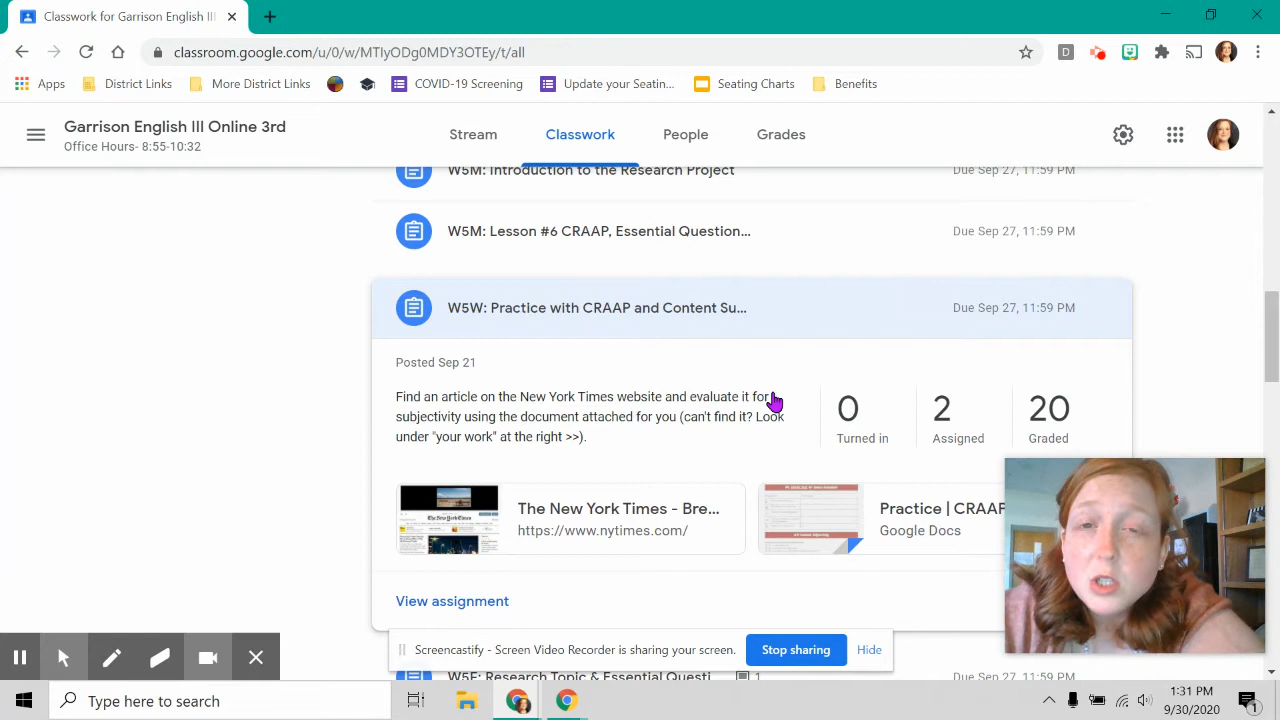 Classwork for Garrison English III
classroom.google.com/u/0/w/MTIyODg0MDY3OTEy/t/all
D
Apps
District Links
More District Links
COVID-19 Screening
Update your Seatin...
Seating Charts
Benefits
Garrison English III Online 3rd
Office Hours- 8:55-10:32
Stream
Classwork
People
Grades
W5M: Introduction to the Research Project
Due Sep 27, 11:59 PM
W5M: Lesson #6 CRAAP, Essential Question...
Due Sep 27, 11:59 PM
W5W: Practice with CRAAP and Content Su...
Due Sep 27, 11:59 PM
Posted Sep 21
Find an article on the New York Times website and evaluate it for
subjectivity using the document attached for you (can't find it? Look
under "your work" at the right >>).
0
Turned in
2
Assigned
20
Graded
The New York Times - Bre...
https://www.nytimes.com/
Practice | CRAAP
Google Docs
View assignment
Screencastify - Screen Video Recorder is sharing your screen.
Stop sharing
Hide
W5F: Research Topic & Essential Questi
1
Due Sep 27, 11:59 PM
Type here to search
1:31 PM
9/30/2020
1